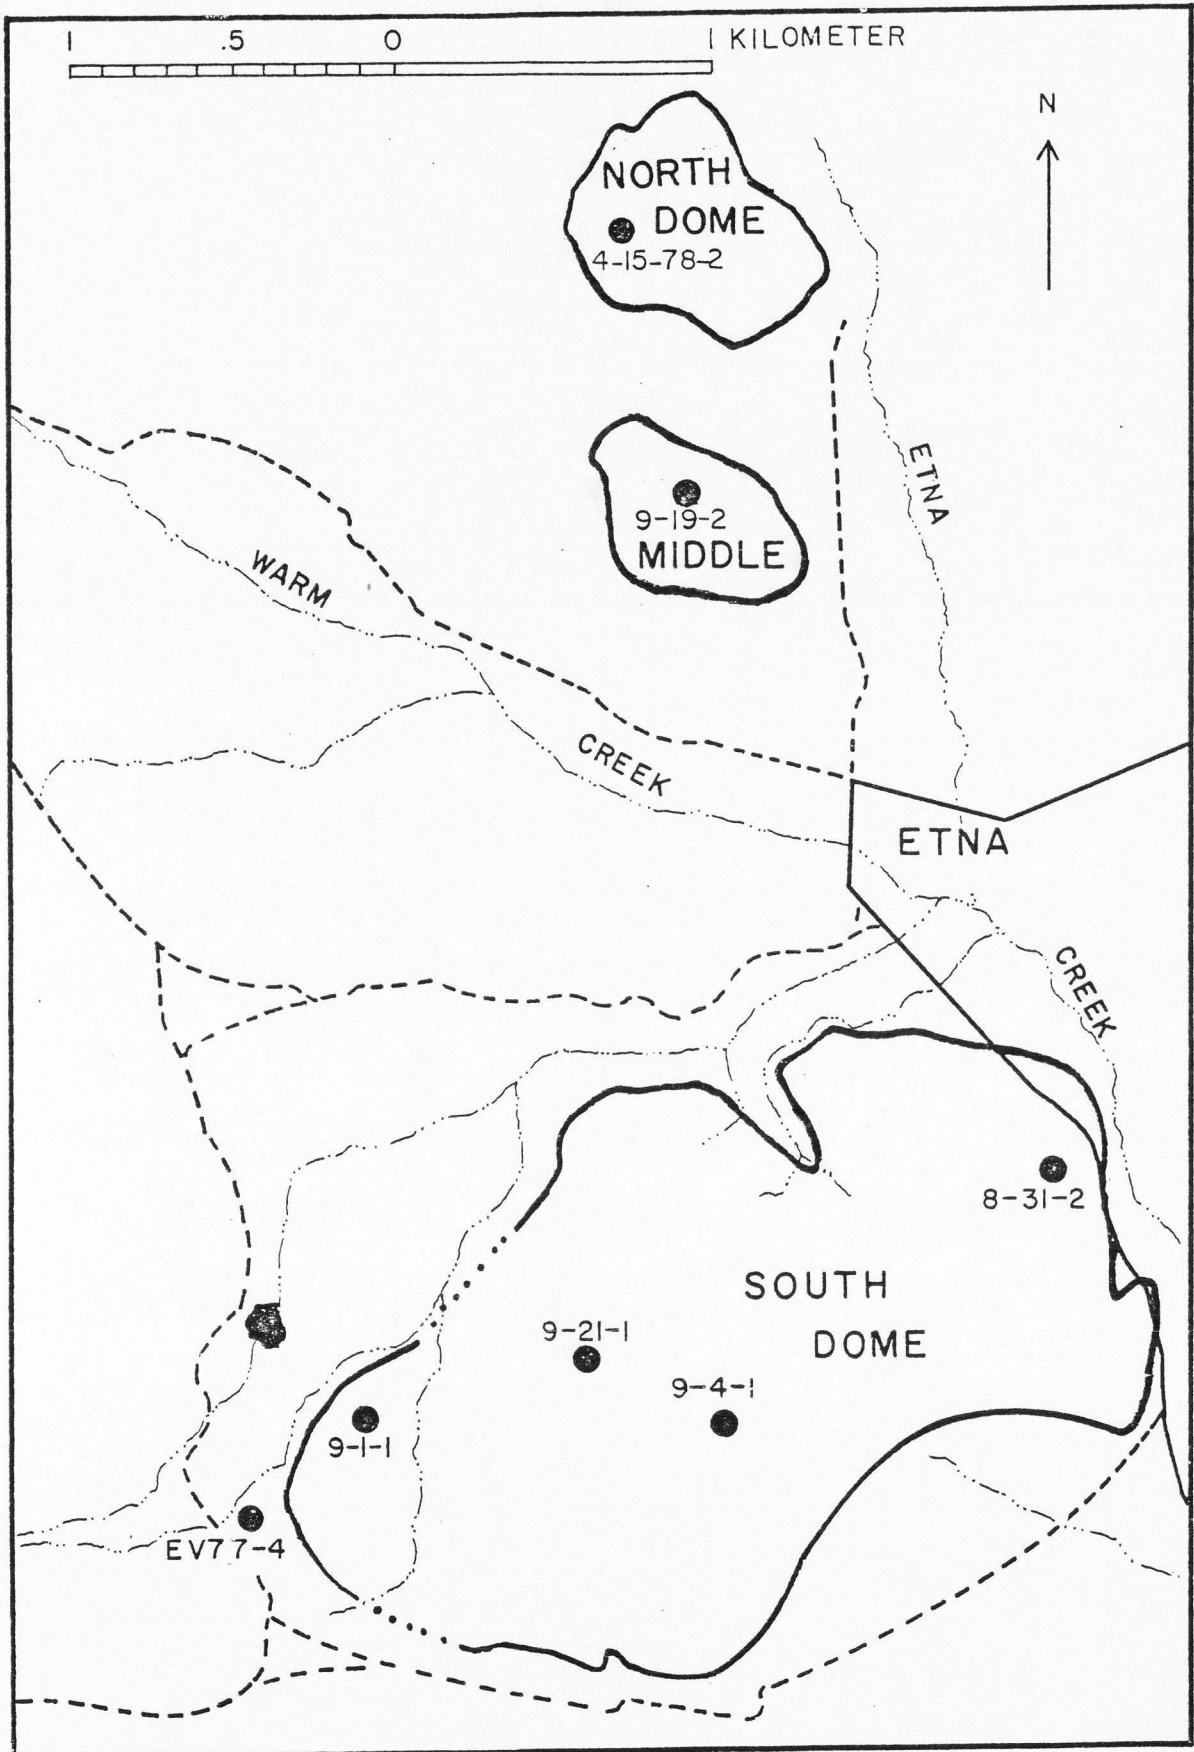 1 .5 0 1 KILOMETER
N
NORTH
DOME
4-15-78-2
ETNA
9-19-2
MIDDLE
WARM
CREEK
ETNA
CREEK
8-31-2
SOUTH
DOME
9-21-1
9-4-1
9-1-1
EV77-4